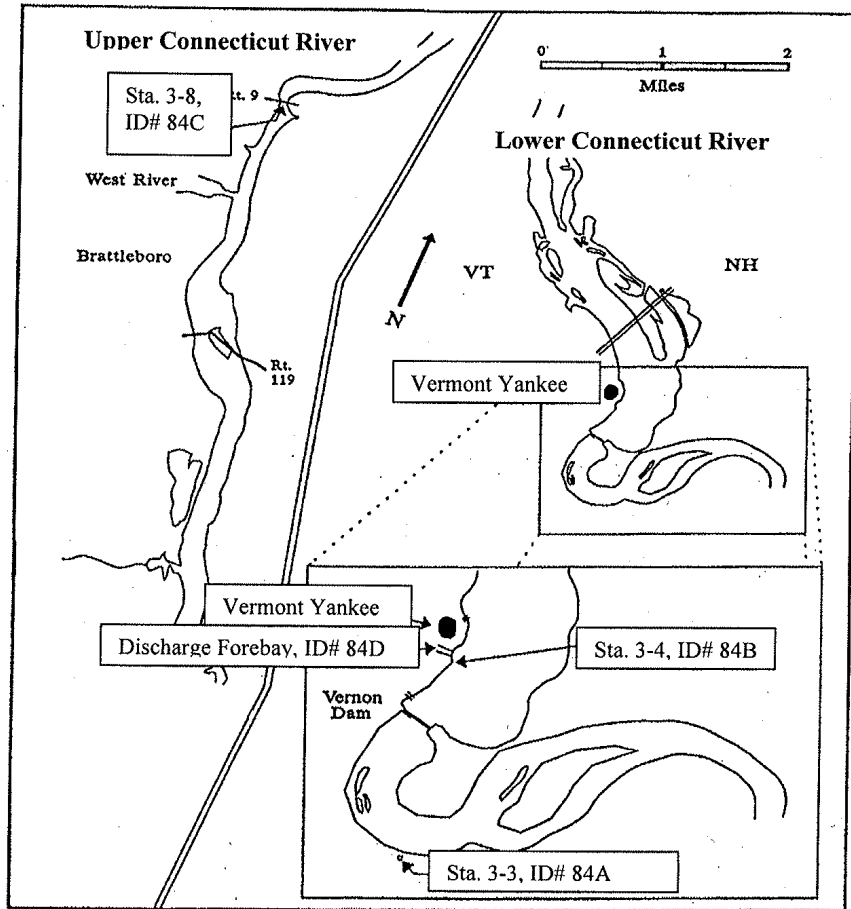 Upper Connecticut River
0 1 2
Miles
Sta. 3-8,
ID# 84C
Rt. 9
Lower Connecticut River
West River
Brattleboro
N
VT
NH
Rt.
119
Vermont Yankee
Vermont Yankee
Discharge Forebay, ID# 84D
Sta. 3-4, ID# 84B
Vernon
Dam
Sta. 3-3, ID# 84A